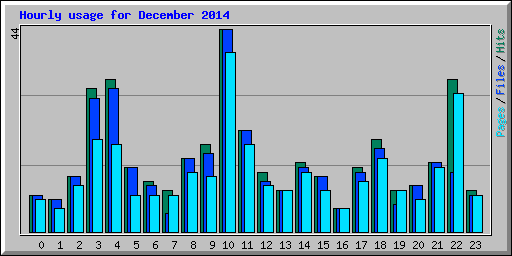 Hourly usage for December 2014
44
Pages / Files / Hits
0 1 2 3 4 5 6 7 8 9 10 11 12 13 14 15 16 17 18 19 20 21 22 23